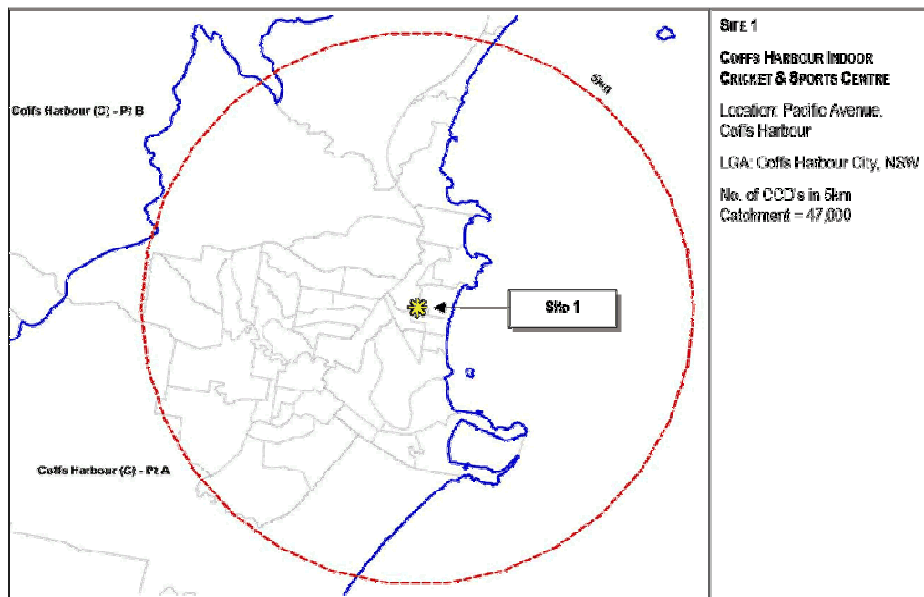 SITE 1
COFFS HARBOUR INDOOR
CRICKET & SPORTS CENTRE
Location: Pacific Avenue,
Coffs Harbour
LGA: Coffs Harbour City, NSW
No. of CCD's in 5km
Catchment = 47,000
5km
Coffs Harbour (C) - Pt B
Site 1
Coffs Harbour (C) - Pt A